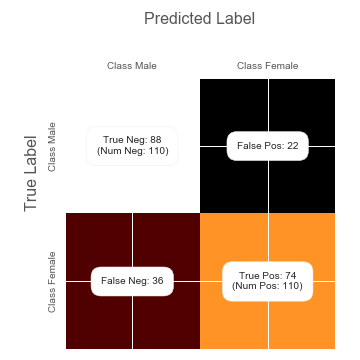 Predicted Label
Class Male
Class Female
True Label
Class Male
True Neg: 88
(Num Neg: 110)
False Pos: 22
Class Female
False Neg: 36
True Pos: 74
(Num Pos: 110)